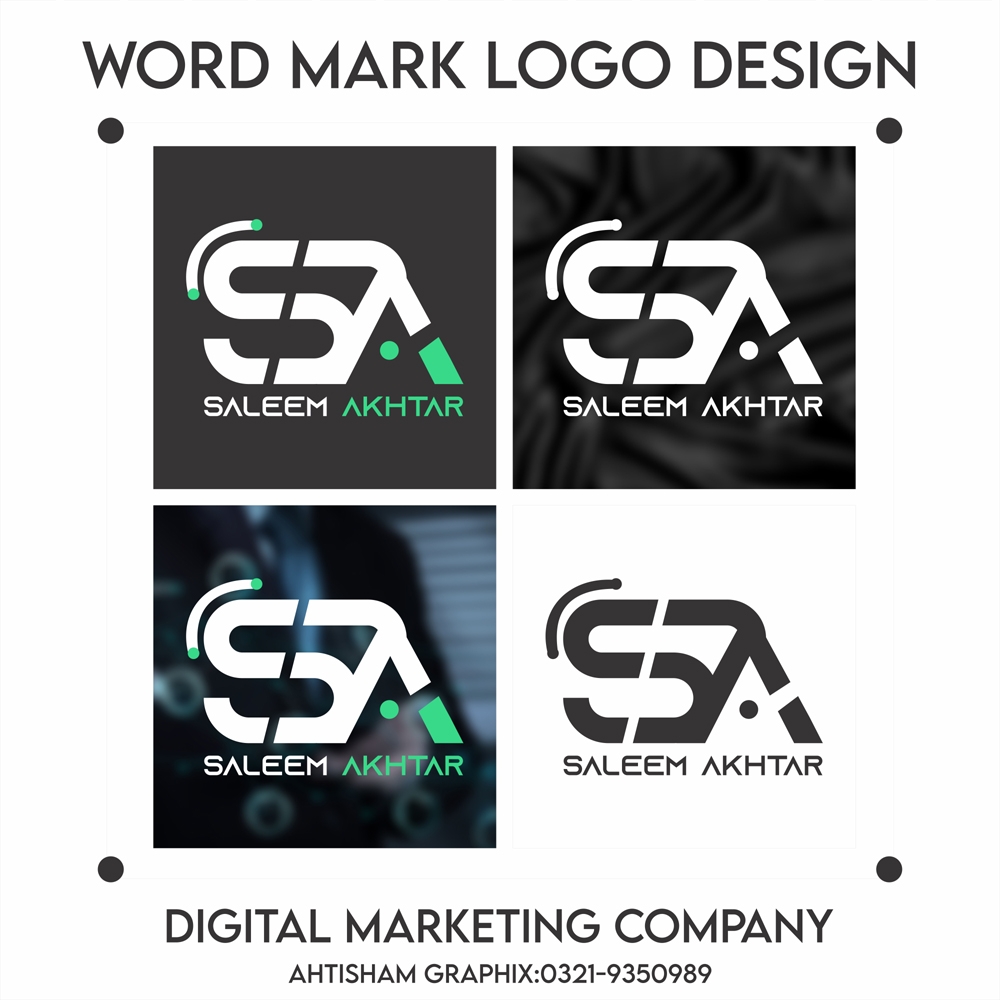 WORD MARK LOGO DESIGN
SA
SALEEM AKHTAR
SA
SALEEM AKHTAR
SA
SALEEM AKHTAR
SA
SALEEM AKHTAR
DIGITAL MARKETING COMPANY
AHTISHAM GRAPHIX:0321-9350989